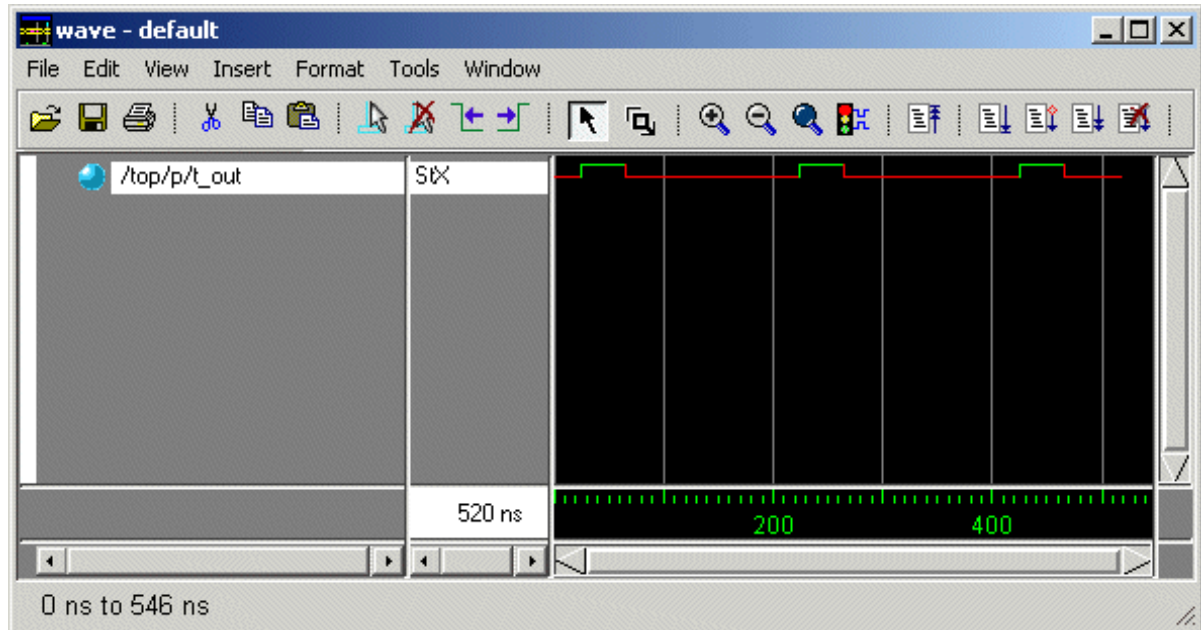 wave - default
File Edit View Insert Format Tools Window
/top/p/t_out StX
520 ns 200 400
0 ns to 546 ns